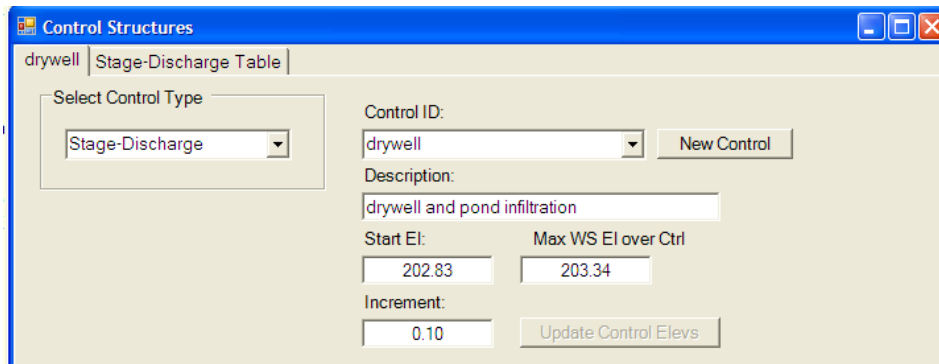 Control Structures
drywell
Stage-Discharge Table
Select Control Type
Stage-Discharge
Control ID:
drywell
New Control
Description:
drywell and pond infiltration
Start El:
Max WS El over Ctrl
202.83
203.34
Increment:
0.10
Update Control Elevs